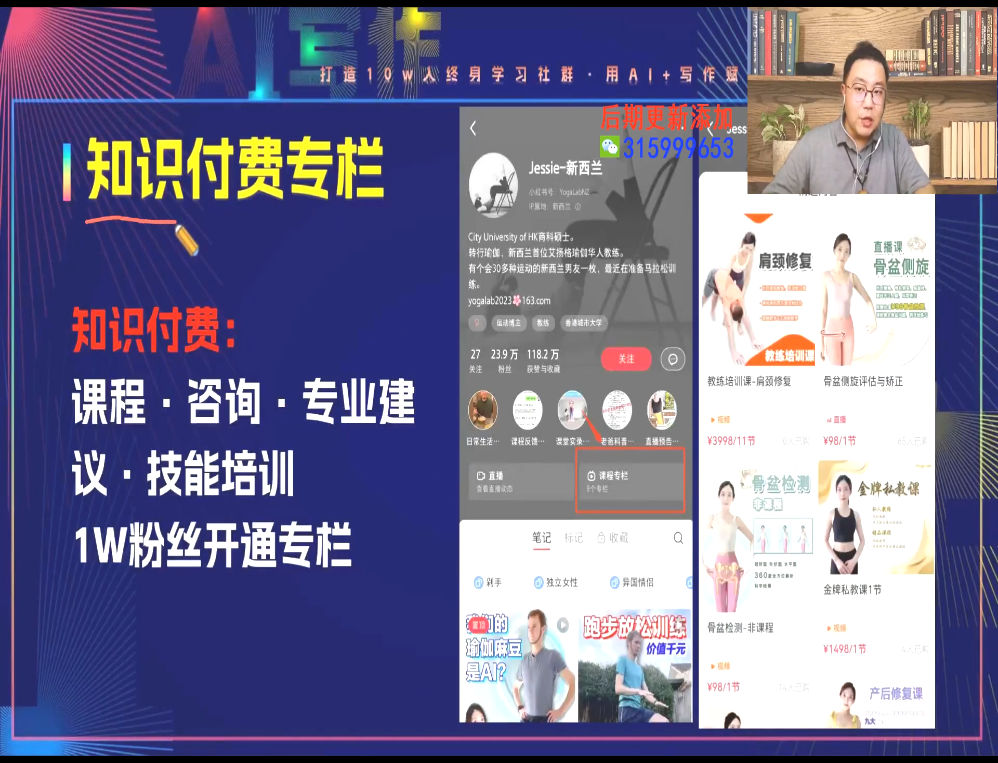 AI写作
打造10w人终身学习社群·用AI+写作赋
后期更新添加
315999653
知识付费专栏
知识付费：
课程·咨询·专业建
议·技能培训
1W粉丝开通专栏
Jessie-新西兰
小红书号: YogaLabNZ
IP属地: 新西兰
City University of HK商科硕士。
转行瑜伽，新西兰首位艾扬格瑜伽华人教练。
有个会30多种运动的新西兰男友一枚，最近在准备马拉松训
练。
yogalab2023🌺163.com
运动博主 教练 香港城市大学
27 23.9万 118.2万
关注 粉丝 获赞与收藏
关注
日常生活… 课程反馈… 课堂实录… 老爸科普… 直播预告…
直播
查看直播动态
课程专栏
笔记 标记 收藏
剁手 独立女性 异国情侣
置顶
瑜伽麻豆
是AI？
跑步放松训练
价值千元
肩颈修复
教练培训课
教练培训课-肩颈修复
视频
¥3998/11节
直播课
骨盆侧旋
骨盆侧旋评估与矫正
直播
¥98/1节
骨盆检测
非课程
骨盆检测-非课程
视频
¥98/1节
金牌私教课
金牌私教课1节
视频
¥1498/1节
产后修复课